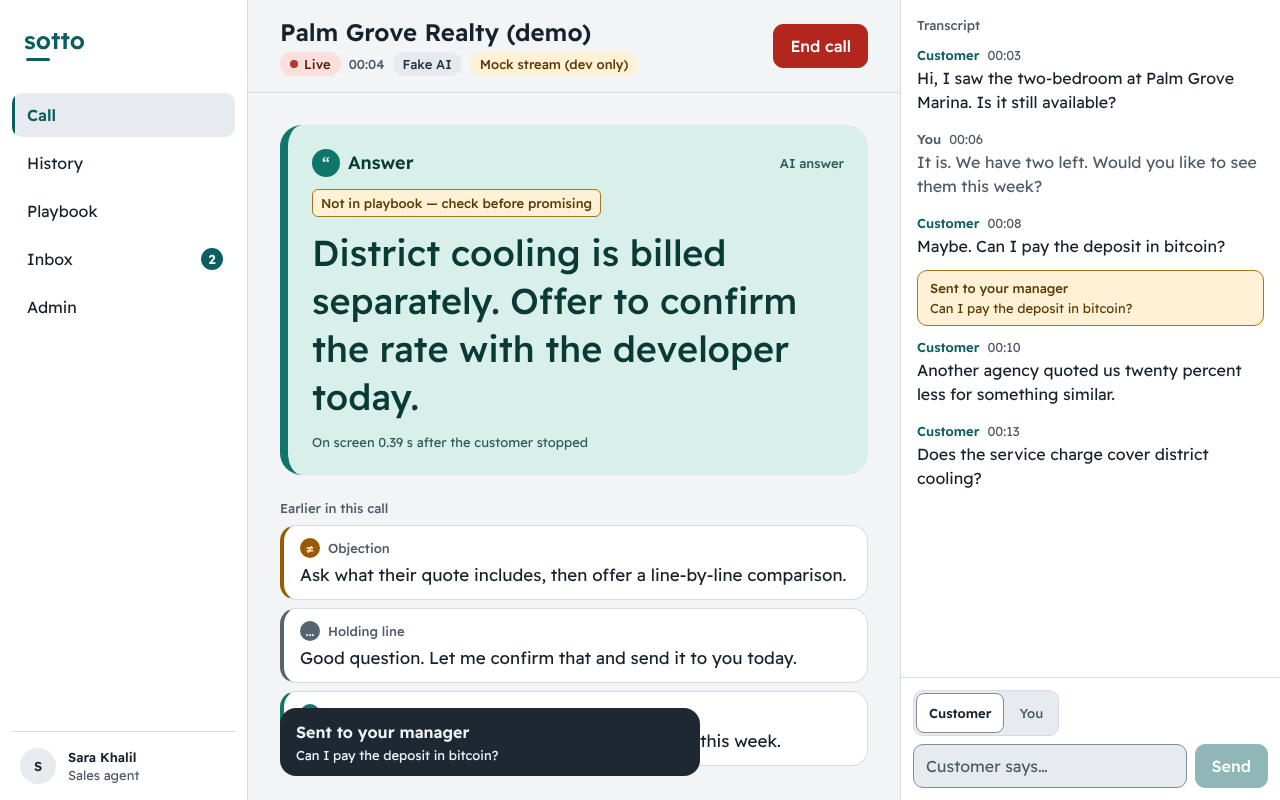 sotto
Call
History
Playbook
Inbox
2
Admin
S
Sara Khalil
Sales agent
Palm Grove Realty (demo)
Live
00:04
Fake AI
Mock stream (dev only)
End call
“
Answer
AI answer
Not in playbook — check before promising
District cooling is billed
separately. Offer to confirm
the rate with the developer
today.
On screen 0.39 s after the customer stopped
Earlier in this call
≠
Objection
Ask what their quote includes, then offer a line-by-line comparison.
…
Holding line
Good question. Let me confirm that and send it to you today.
this week.
Sent to your manager
Can I pay the deposit in bitcoin?
Transcript
Customer 00:03
Hi, I saw the two-bedroom at Palm Grove
Marina. Is it still available?
You 00:06
It is. We have two left. Would you like to see
them this week?
Customer 00:08
Maybe. Can I pay the deposit in bitcoin?
Sent to your manager
Can I pay the deposit in bitcoin?
Customer 00:10
Another agency quoted us twenty percent
less for something similar.
Customer 00:13
Does the service charge cover district
cooling?
Customer
You
Customer says…
Send